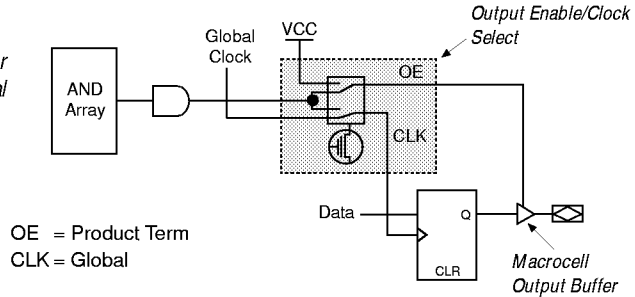 Output Enable/Clock
Select
VCC
Global
Clock
OE
AND
Array
CLK
Data
Q
CLR
OE = Product Term
CLK = Global
Macrocell
Output Buffer